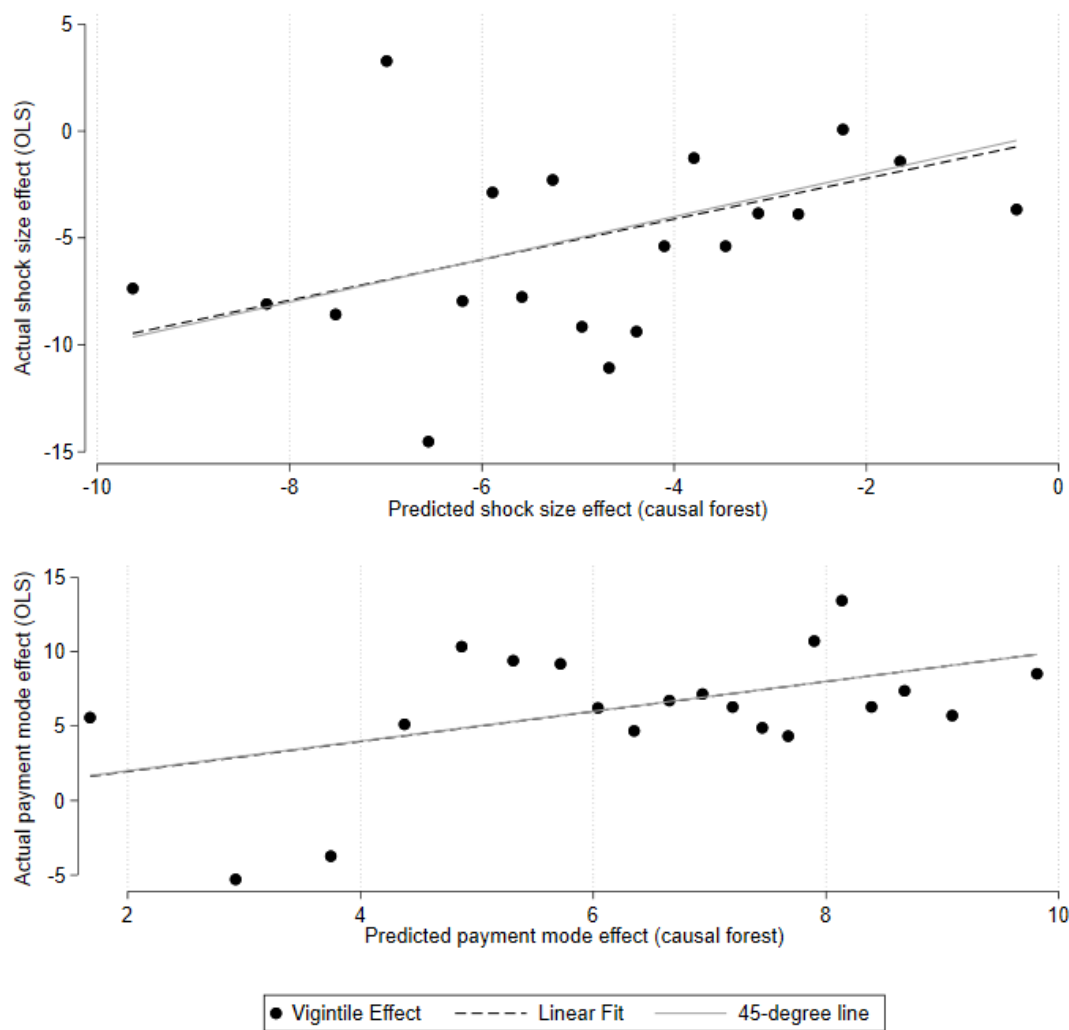 5
0
-5
-10
-15
Actual shock size effect (OLS)
-10 -8 -6 -4 -2 0
Predicted shock size effect (causal forest)
15
10
5
0
-5
Actual payment mode effect (OLS)
2 4 6 8 10
Predicted payment mode effect (causal forest)
Vigintile Effect Linear Fit 45-degree line